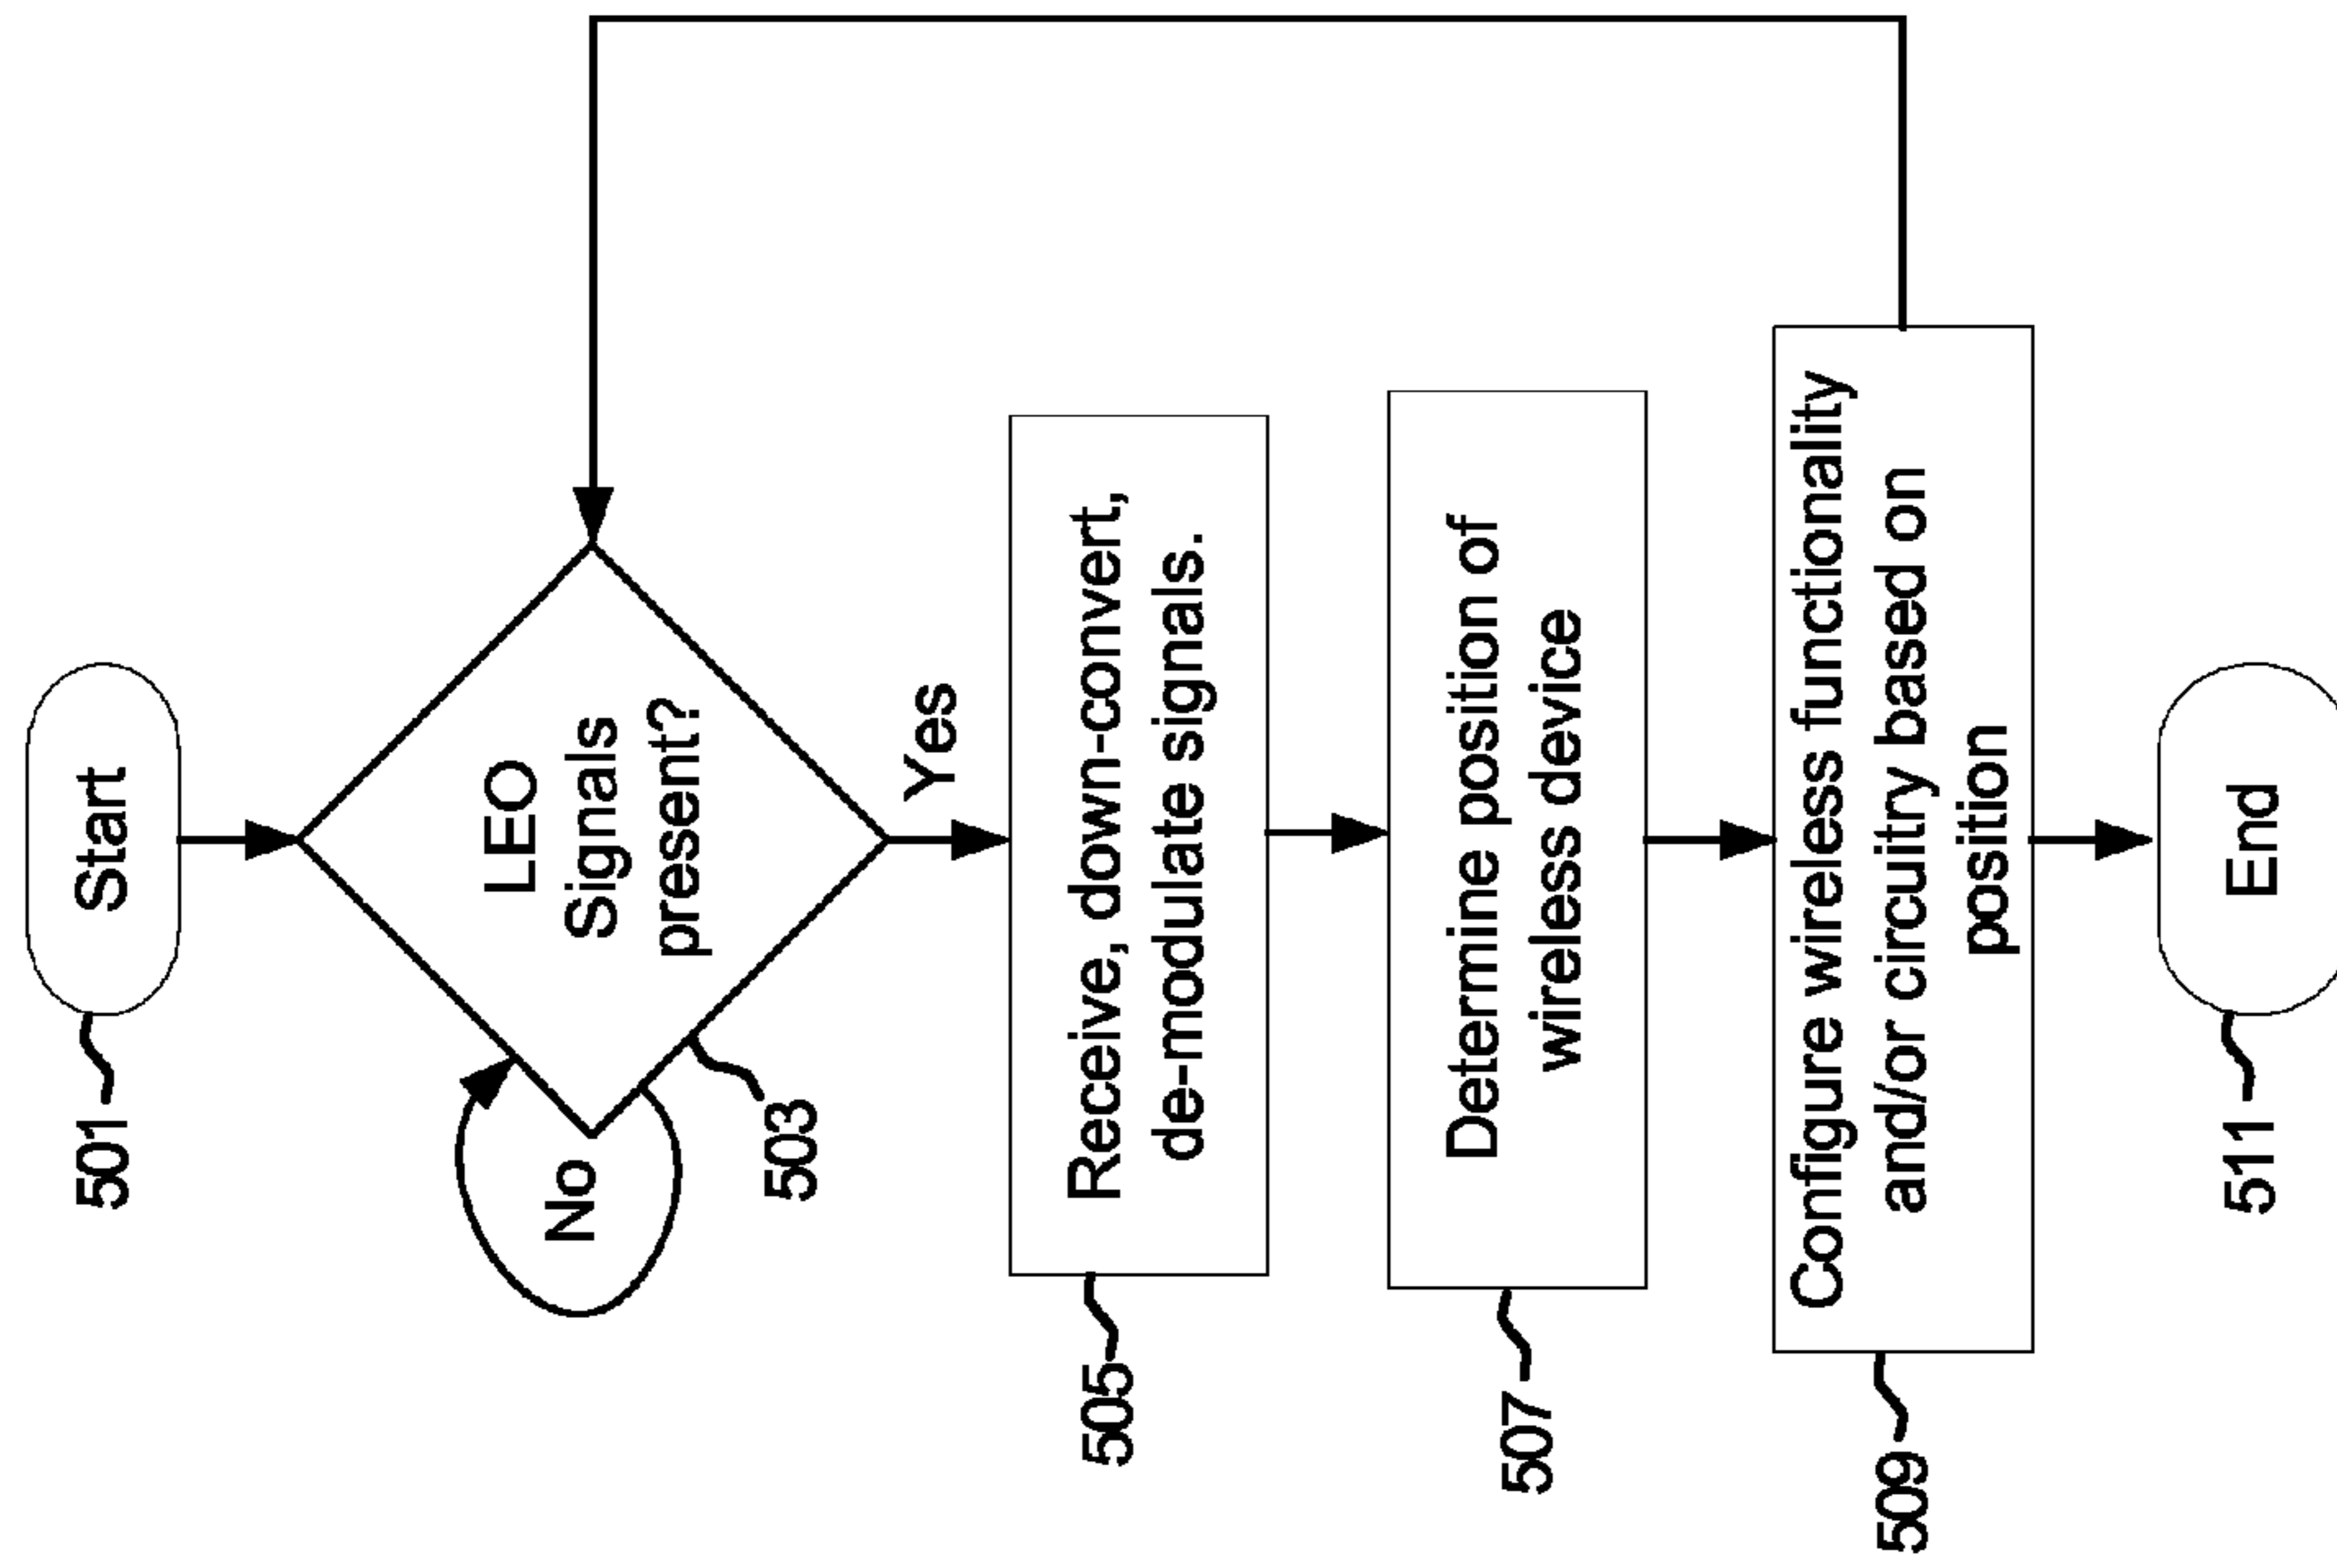 Start
501
LEO
Signals
present?
No
503
Yes
Receive, down-convert,
de-modulate signals.
505
Determine position of
wireless device
507
Configure wireless functionality
and/or circuitry based on
position
509
End
511